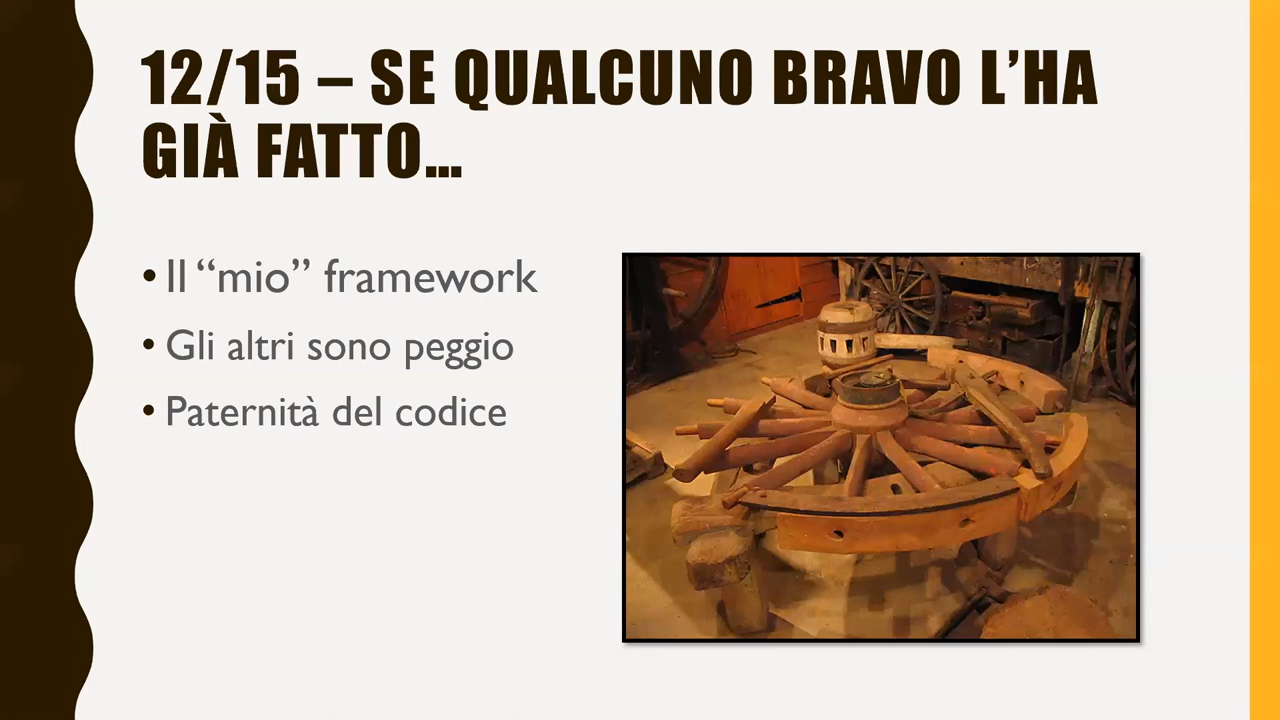 12/15 – SE QUALCUNO BRAVO L’HA
GIÀ FATTO…
• Il “mio” framework
• Gli altri sono peggio
• Paternità del codice